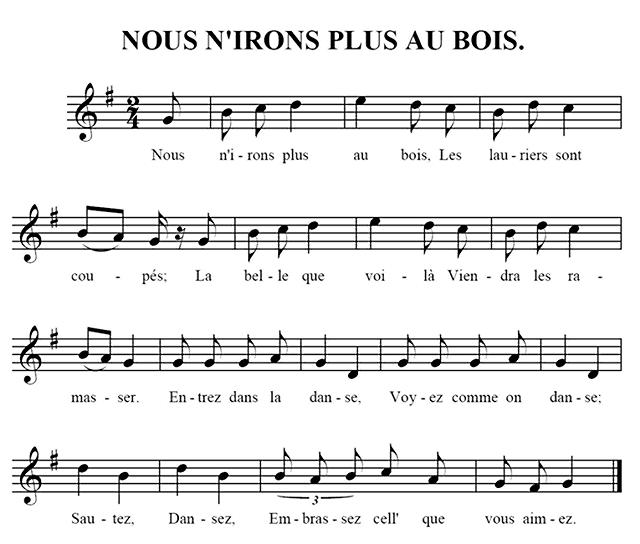 NOUS N'IRONS PLUS AU BOIS.
2/4
Nous n'i - rons plus au bois, Les lau - riers sont
cou - pés; La bel - le que voi - là Vien - dra les ra -
mas - ser. En - trez dans la dan - se, Voy - ez comme on dan - se;
3
Sau - tez, Dan - sez, Em - bras - sez cell' que vous aim - ez.